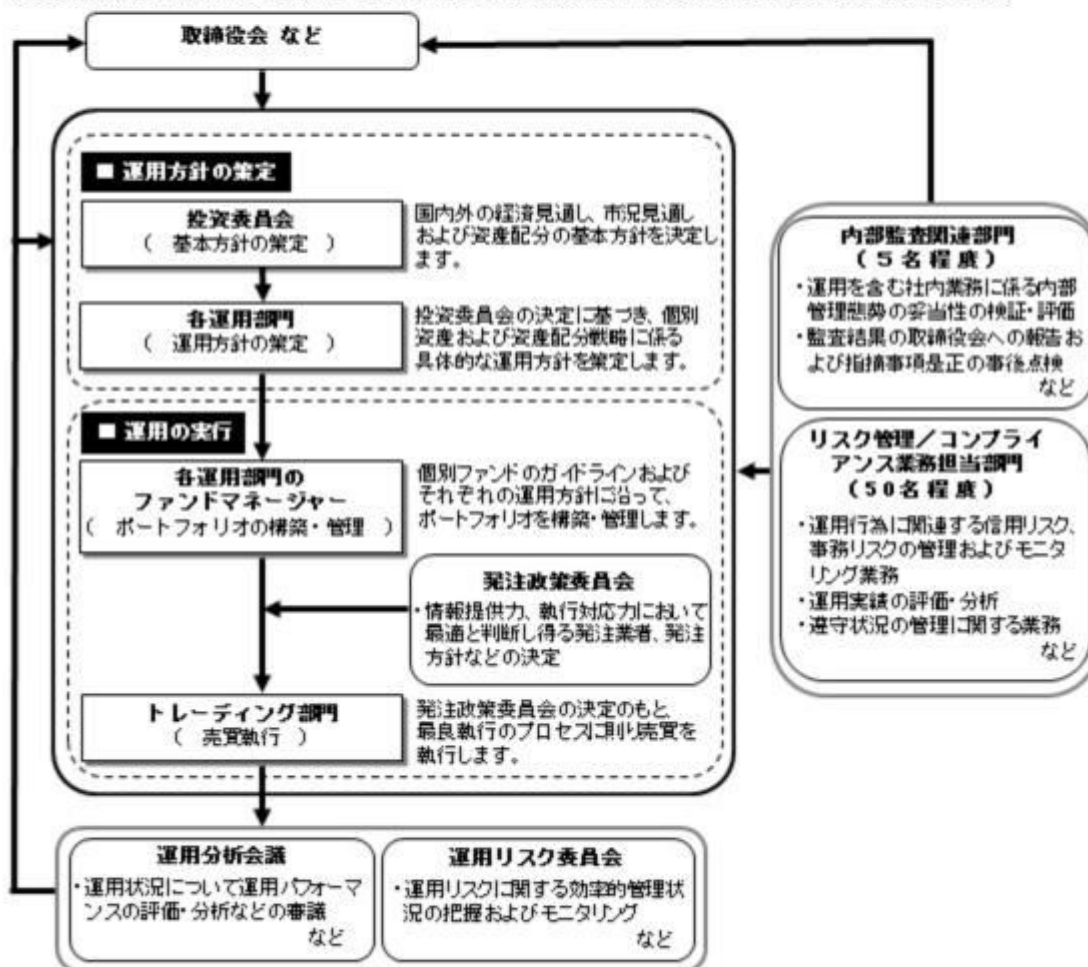 取締役会 など
■ 運用方針の策定
投資委員会
（ 基本方針の策定 ）
国内外の経済見通し、市況見通し
および資産配分の基本方針を決定し
ます。
各運用部門
（ 運用方針の策定 ）
投資委員会の決定に基づき、個別
資産および資産配分戦略に係る
具体的な運用方針を策定します。
■ 運用の実行
各運用部門の
ファンドマネージャー
（ ポートフォリオの構築・管理 ）
個別ファンドのガイドラインおよび
それぞれの運用方針に沿って、
ポートフォリオを構築・管理します。
発注政策委員会
・情報提供力、執行対応力において
最適と判断し得る発注業者、発注
方針などの決定
トレーディング部門
（ 売買執行 ）
発注政策委員会の決定のもと、
最良執行のプロセスに則り売買を
執行します。
運用分析会議
・運用状況について運用パフォーマ
ンスの評価・分析などの審議
など
運用リスク委員会
・運用リスクに関する効率的管理状
況の把握およびモニタリング
など
内部監査関連部門
（５名程度）
・運用を含む社内業務に係る内部
管理態勢の妥当性の検証・評価
・監査結果の取締役会への報告お
よび指摘事項是正の事後点検
など
リスク管理／コンプライ
アンス業務担当部門
（50名程度）
・運用行為に関連する信用リスク、
事務リスクの管理およびモニタ
リング業務
・運用実績の評価・分析
・遵守状況の管理に関する業務
など